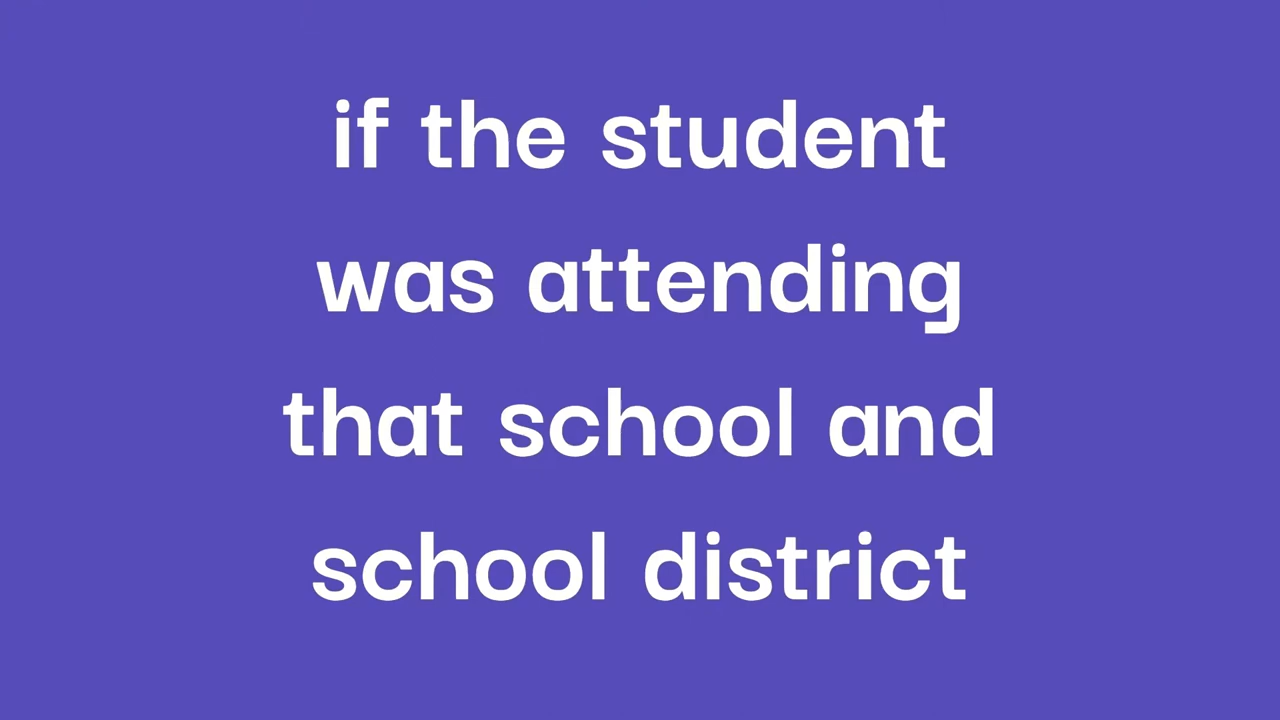 if the student
was attending
that school and
school district